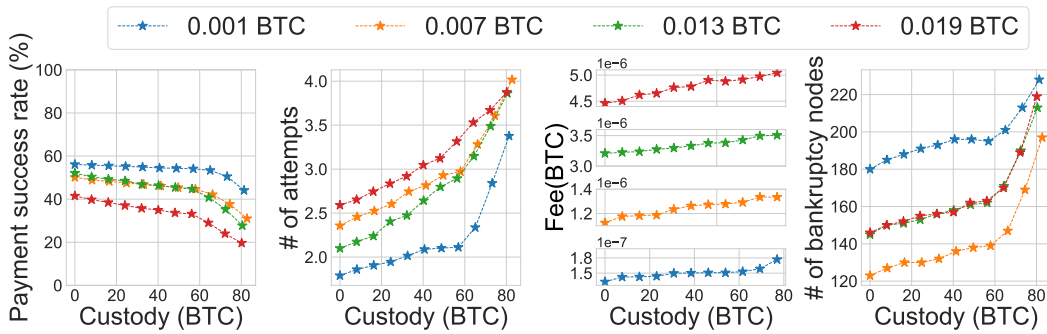 0.001 BTC 0.007 BTC 0.013 BTC 0.019 BTC
Payment success rate (%)
100
80
60
40
20
0
0 20 40 60 80
Custody (BTC)
# of attempts
4.0
3.5
3.0
2.5
2.0
0 20 40 60 80
Custody (BTC)
Fee(BTC)
1e−6
5.0
4.5
1e−6
3.5
3.0
1e−6
1.4
1.2
1e−7
1.8
1.5
0 20 40 60 80
Custody (BTC)
# of bankruptcy nodes
220
200
180
160
140
120
0 20 40 60 80
Custody (BTC)